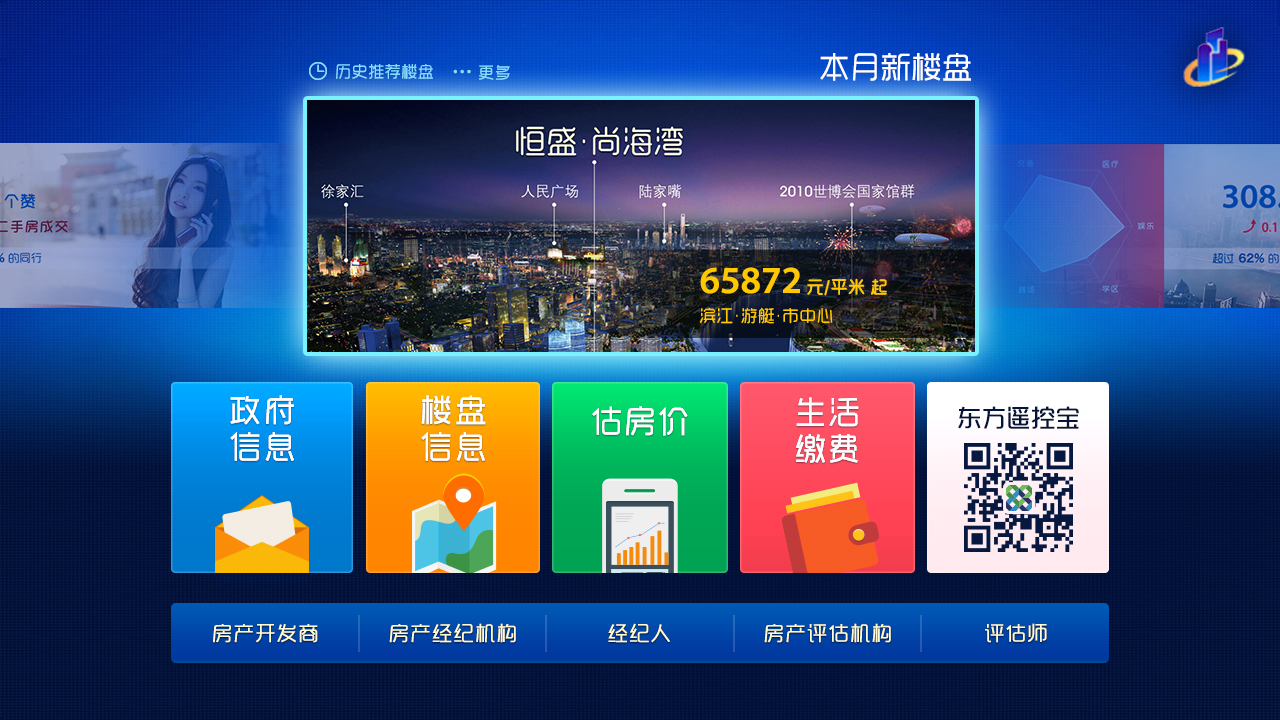 历史推荐楼盘 ••• 更多
本月新楼盘
恒盛·尚海湾
徐家汇
人民广场
陆家嘴
2010世博会国家馆群
65872 元/平米 起
滨江·游艇·市中心
个赞
二手房成交
% 的同行
医疗
娱乐
学区
308.
0.1
超过 62% 的
政府
信息
楼盘
信息
估房价
生活
缴费
东方遥控宝
房产开发商
房产经纪机构
经纪人
房产评估机构
评估师